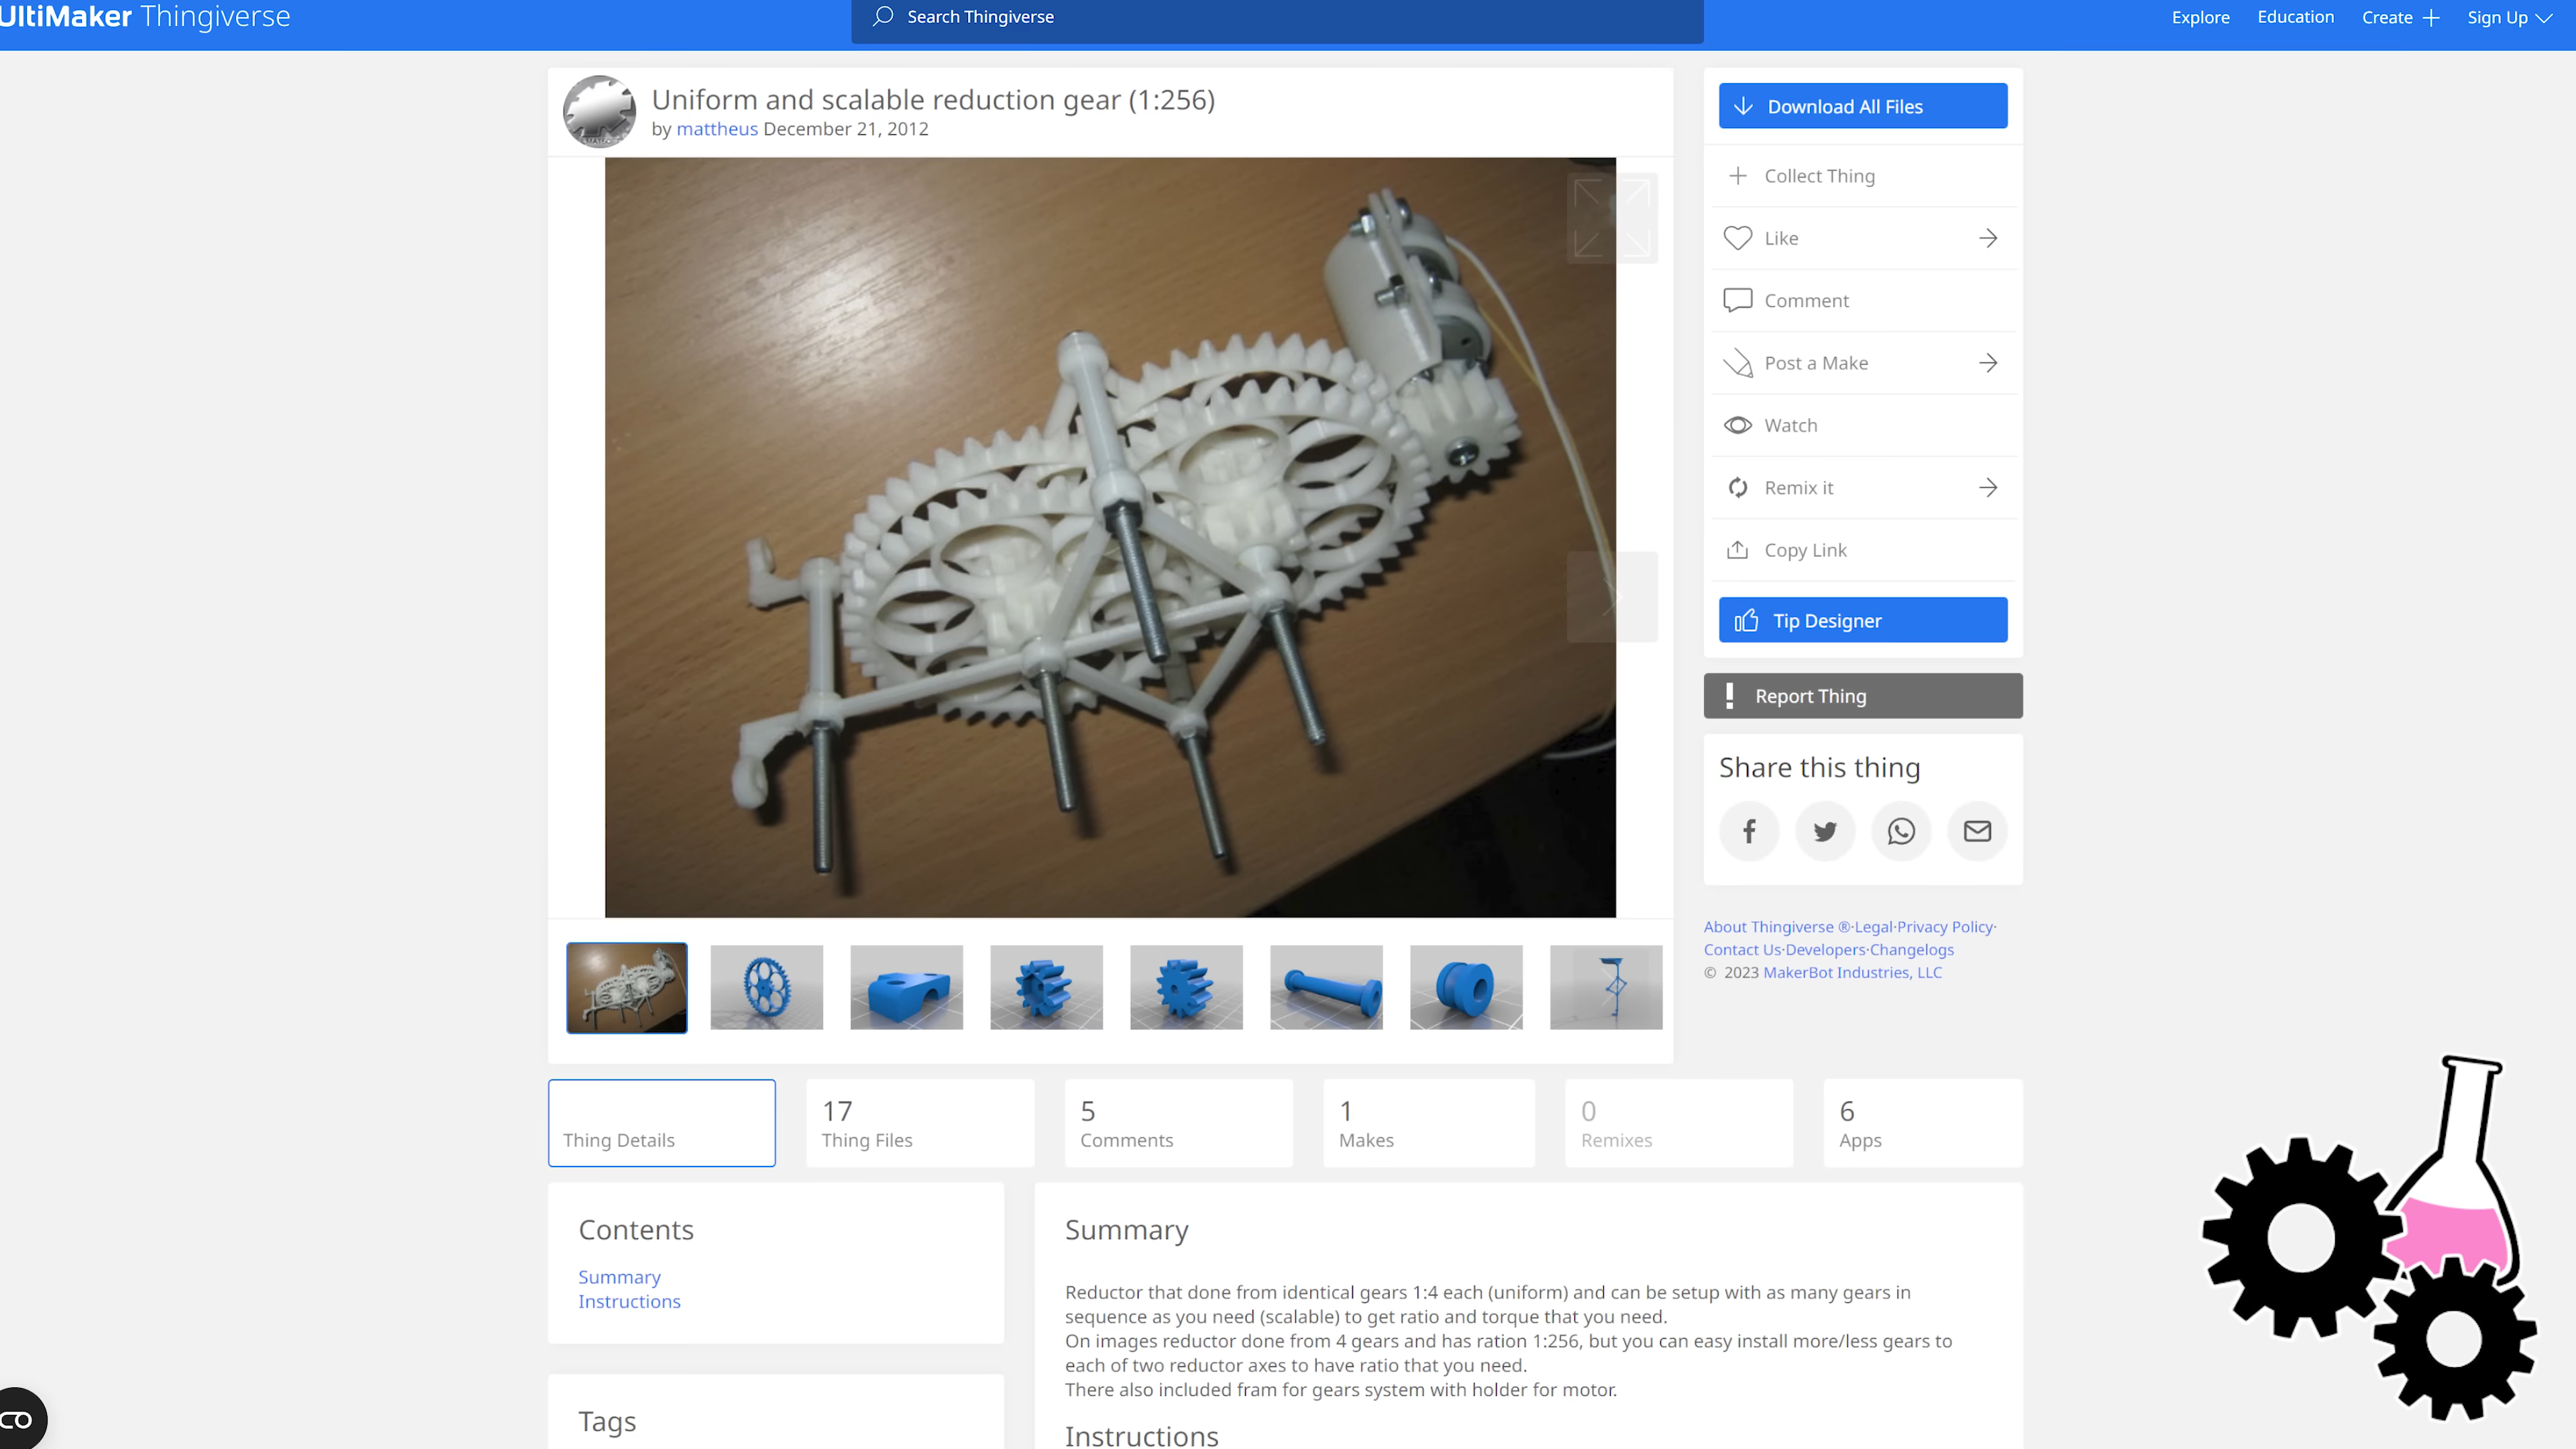 UltiMaker Thingiverse
Search Thingiverse
Explore
Education
Create
Sign Up
Uniform and scalable reduction gear (1:256)
by mattheus December 21, 2012
Download All Files
Collect Thing
Like
Comment
Post a Make
Watch
Remix it
Copy Link
Tip Designer
Report Thing
Share this thing
About Thingiverse ®·Legal·Privacy Policy·
Contact Us·Developers·Changelogs
© 2023 MakerBot Industries, LLC
Thing Details
17
Thing Files
5
Comments
1
Makes
0
Remixes
6
Apps
Contents
Summary
Instructions
Tags
Summary
Reductor that done from identical gears 1:4 each (uniform) and can be setup with as many gears in
sequence as you need (scalable) to get ratio and torque that you need.
On images reductor done from 4 gears and has ration 1:256, but you can easy install more/less gears to
each of two reductor axes to have ratio that you need.
There also included fram for gears system with holder for motor.
Instructions